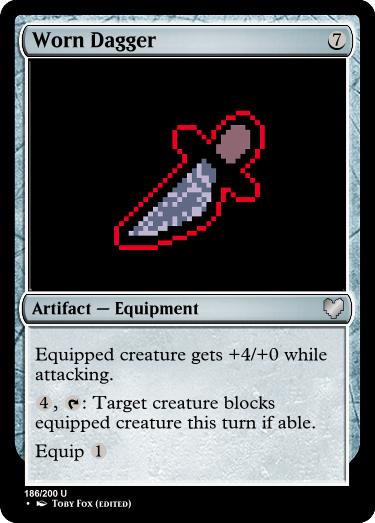 Worn Dagger 7
Artifact — Equipment
Equipped creature gets +4/+0 while
attacking.
4, : Target creature blocks
equipped creature this turn if able.
Equip 1
186/200 U
• Toby Fox (edited)